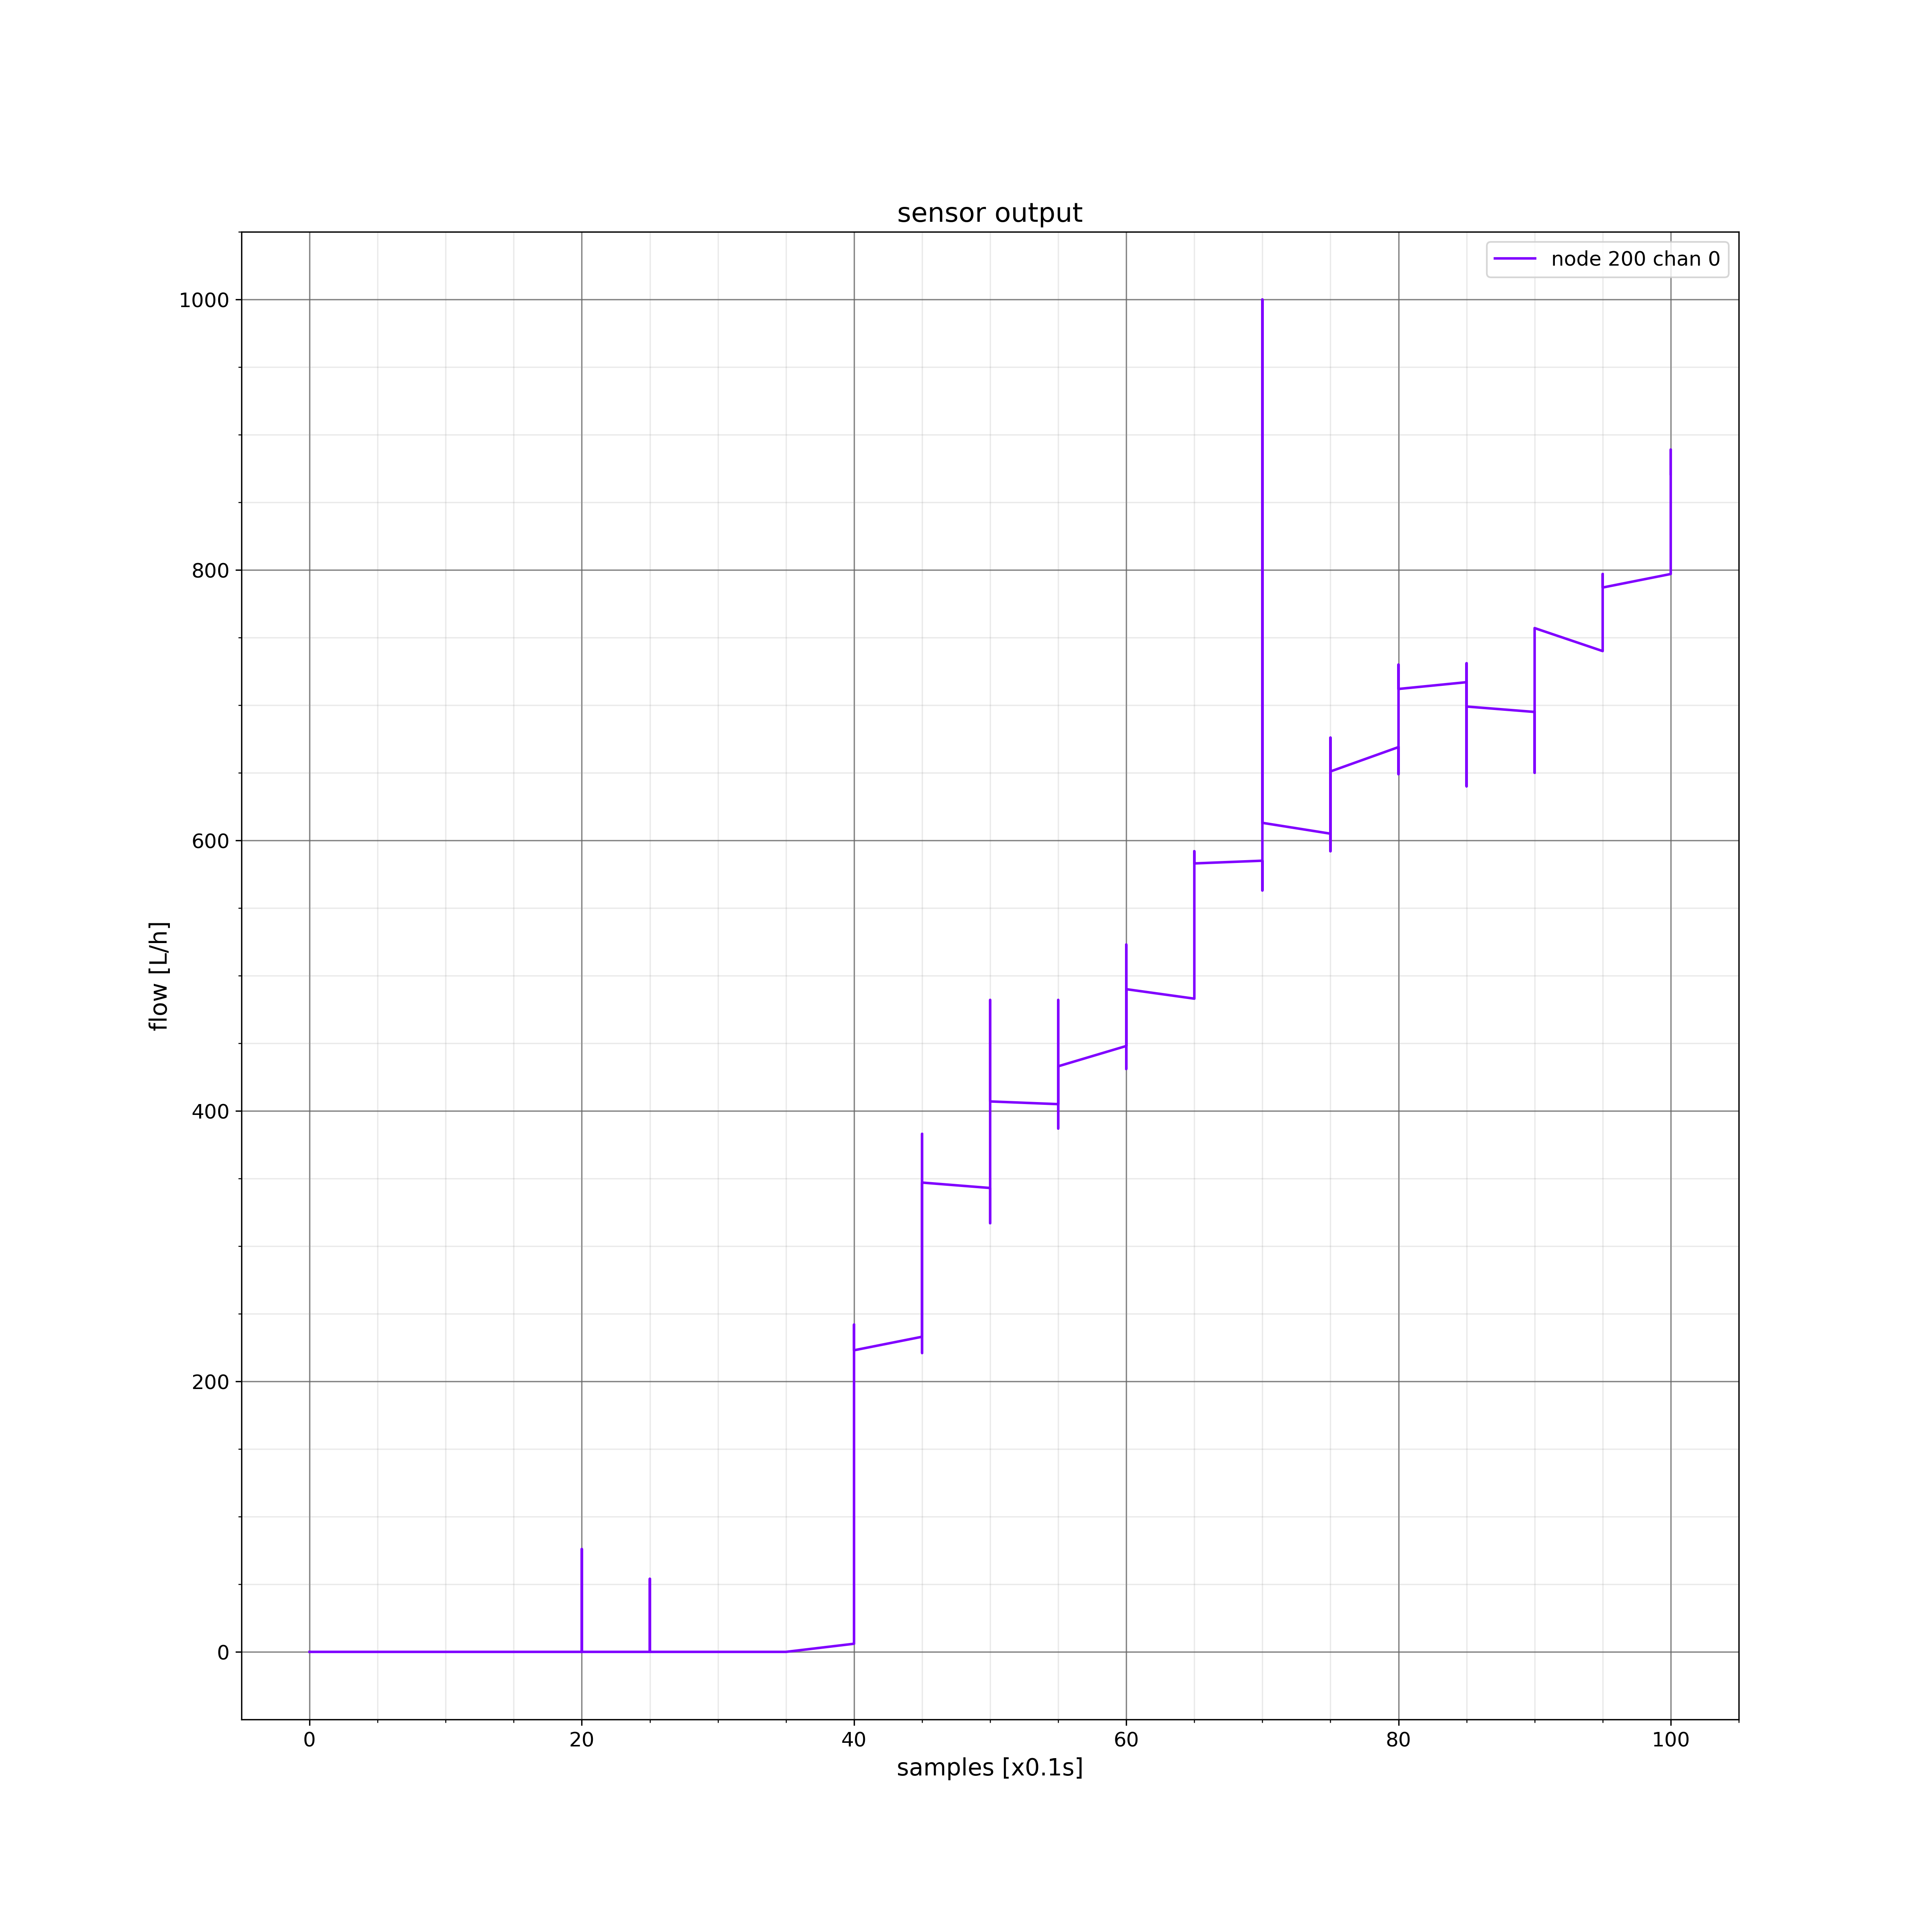 sensor output
node 200 chan 0
1000
800
600
400
200
0
flow [L/h]
0 20 40 60 80 100
samples [x0.1s]